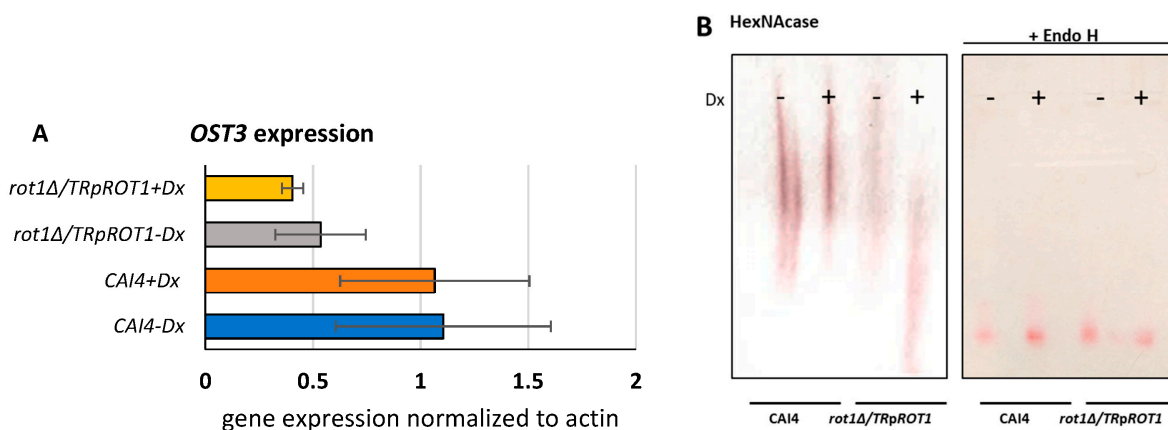 A
OST3 expression
rot1Δ/TRpROT1+Dx
rot1Δ/TRpROT1-Dx
CAI4+Dx
CAI4-Dx
0 0.5 1 1.5 2
gene expression normalized to actin
B HexNAcase
+ Endo H
Dx - + - + - + - +
CAI4 rot1Δ/TRpROT1 CAI4 rot1Δ/TRpROT1